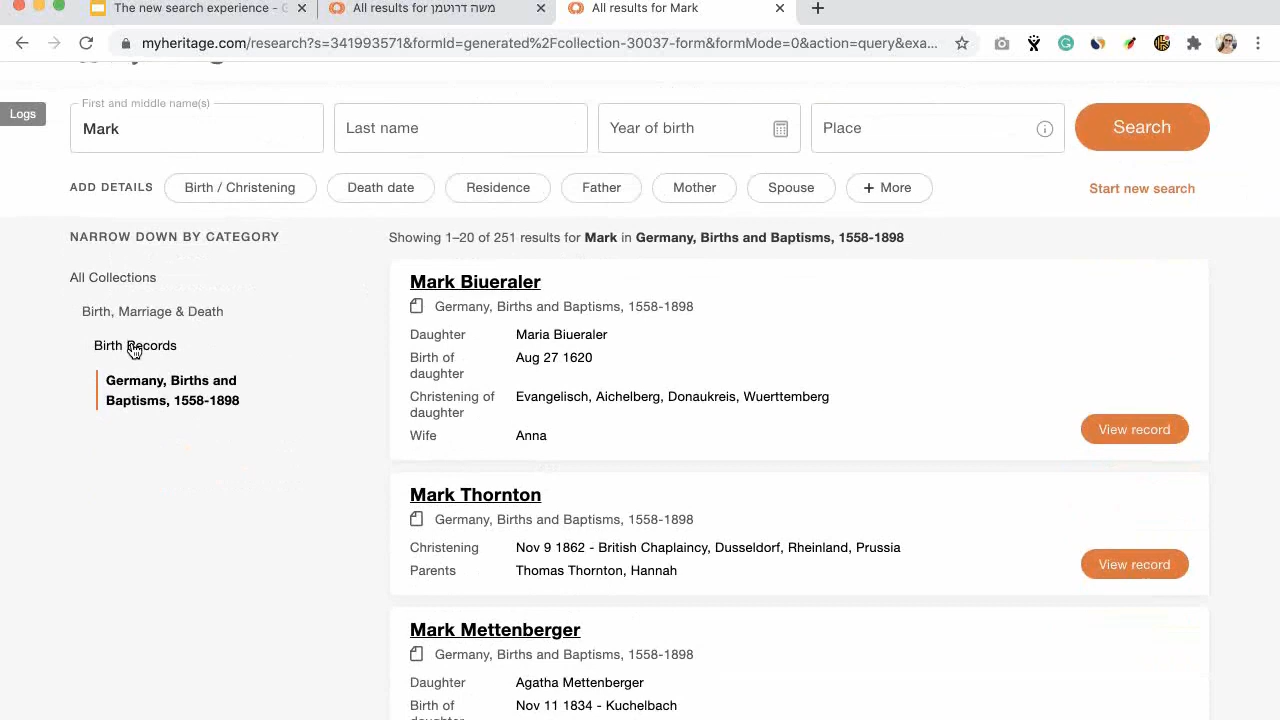 The new search experience - G
All results for משה דרוטמן
All results for Mark
myheritage.com/research?s=341993571&formId=generated%2Fcollection-30037-form&formMode=0&action=query&exa...
Logs
First and middle name(s)
Mark
Last name
Year of birth
Place
Search
ADD DETAILS
Birth / Christening
Death date
Residence
Father
Mother
Spouse
+ More
Start new search
NARROW DOWN BY CATEGORY
All Collections
Birth, Marriage & Death
Birth Records
Germany, Births and
Baptisms, 1558-1898
Showing 1–20 of 251 results for Mark in Germany, Births and Baptisms, 1558-1898
Mark Biueraler
Germany, Births and Baptisms, 1558-1898
Daughter Maria Biueraler
Birth of Aug 27 1620
daughter
Christening of Evangelisch, Aichelberg, Donaukreis, Wuerttemberg
daughter
Wife Anna
View record
Mark Thornton
Germany, Births and Baptisms, 1558-1898
Christening Nov 9 1862 - British Chaplaincy, Dusseldorf, Rheinland, Prussia
Parents Thomas Thornton, Hannah
View record
Mark Mettenberger
Germany, Births and Baptisms, 1558-1898
Daughter Agatha Mettenberger
Birth of Nov 11 1834 - Kuchelbach